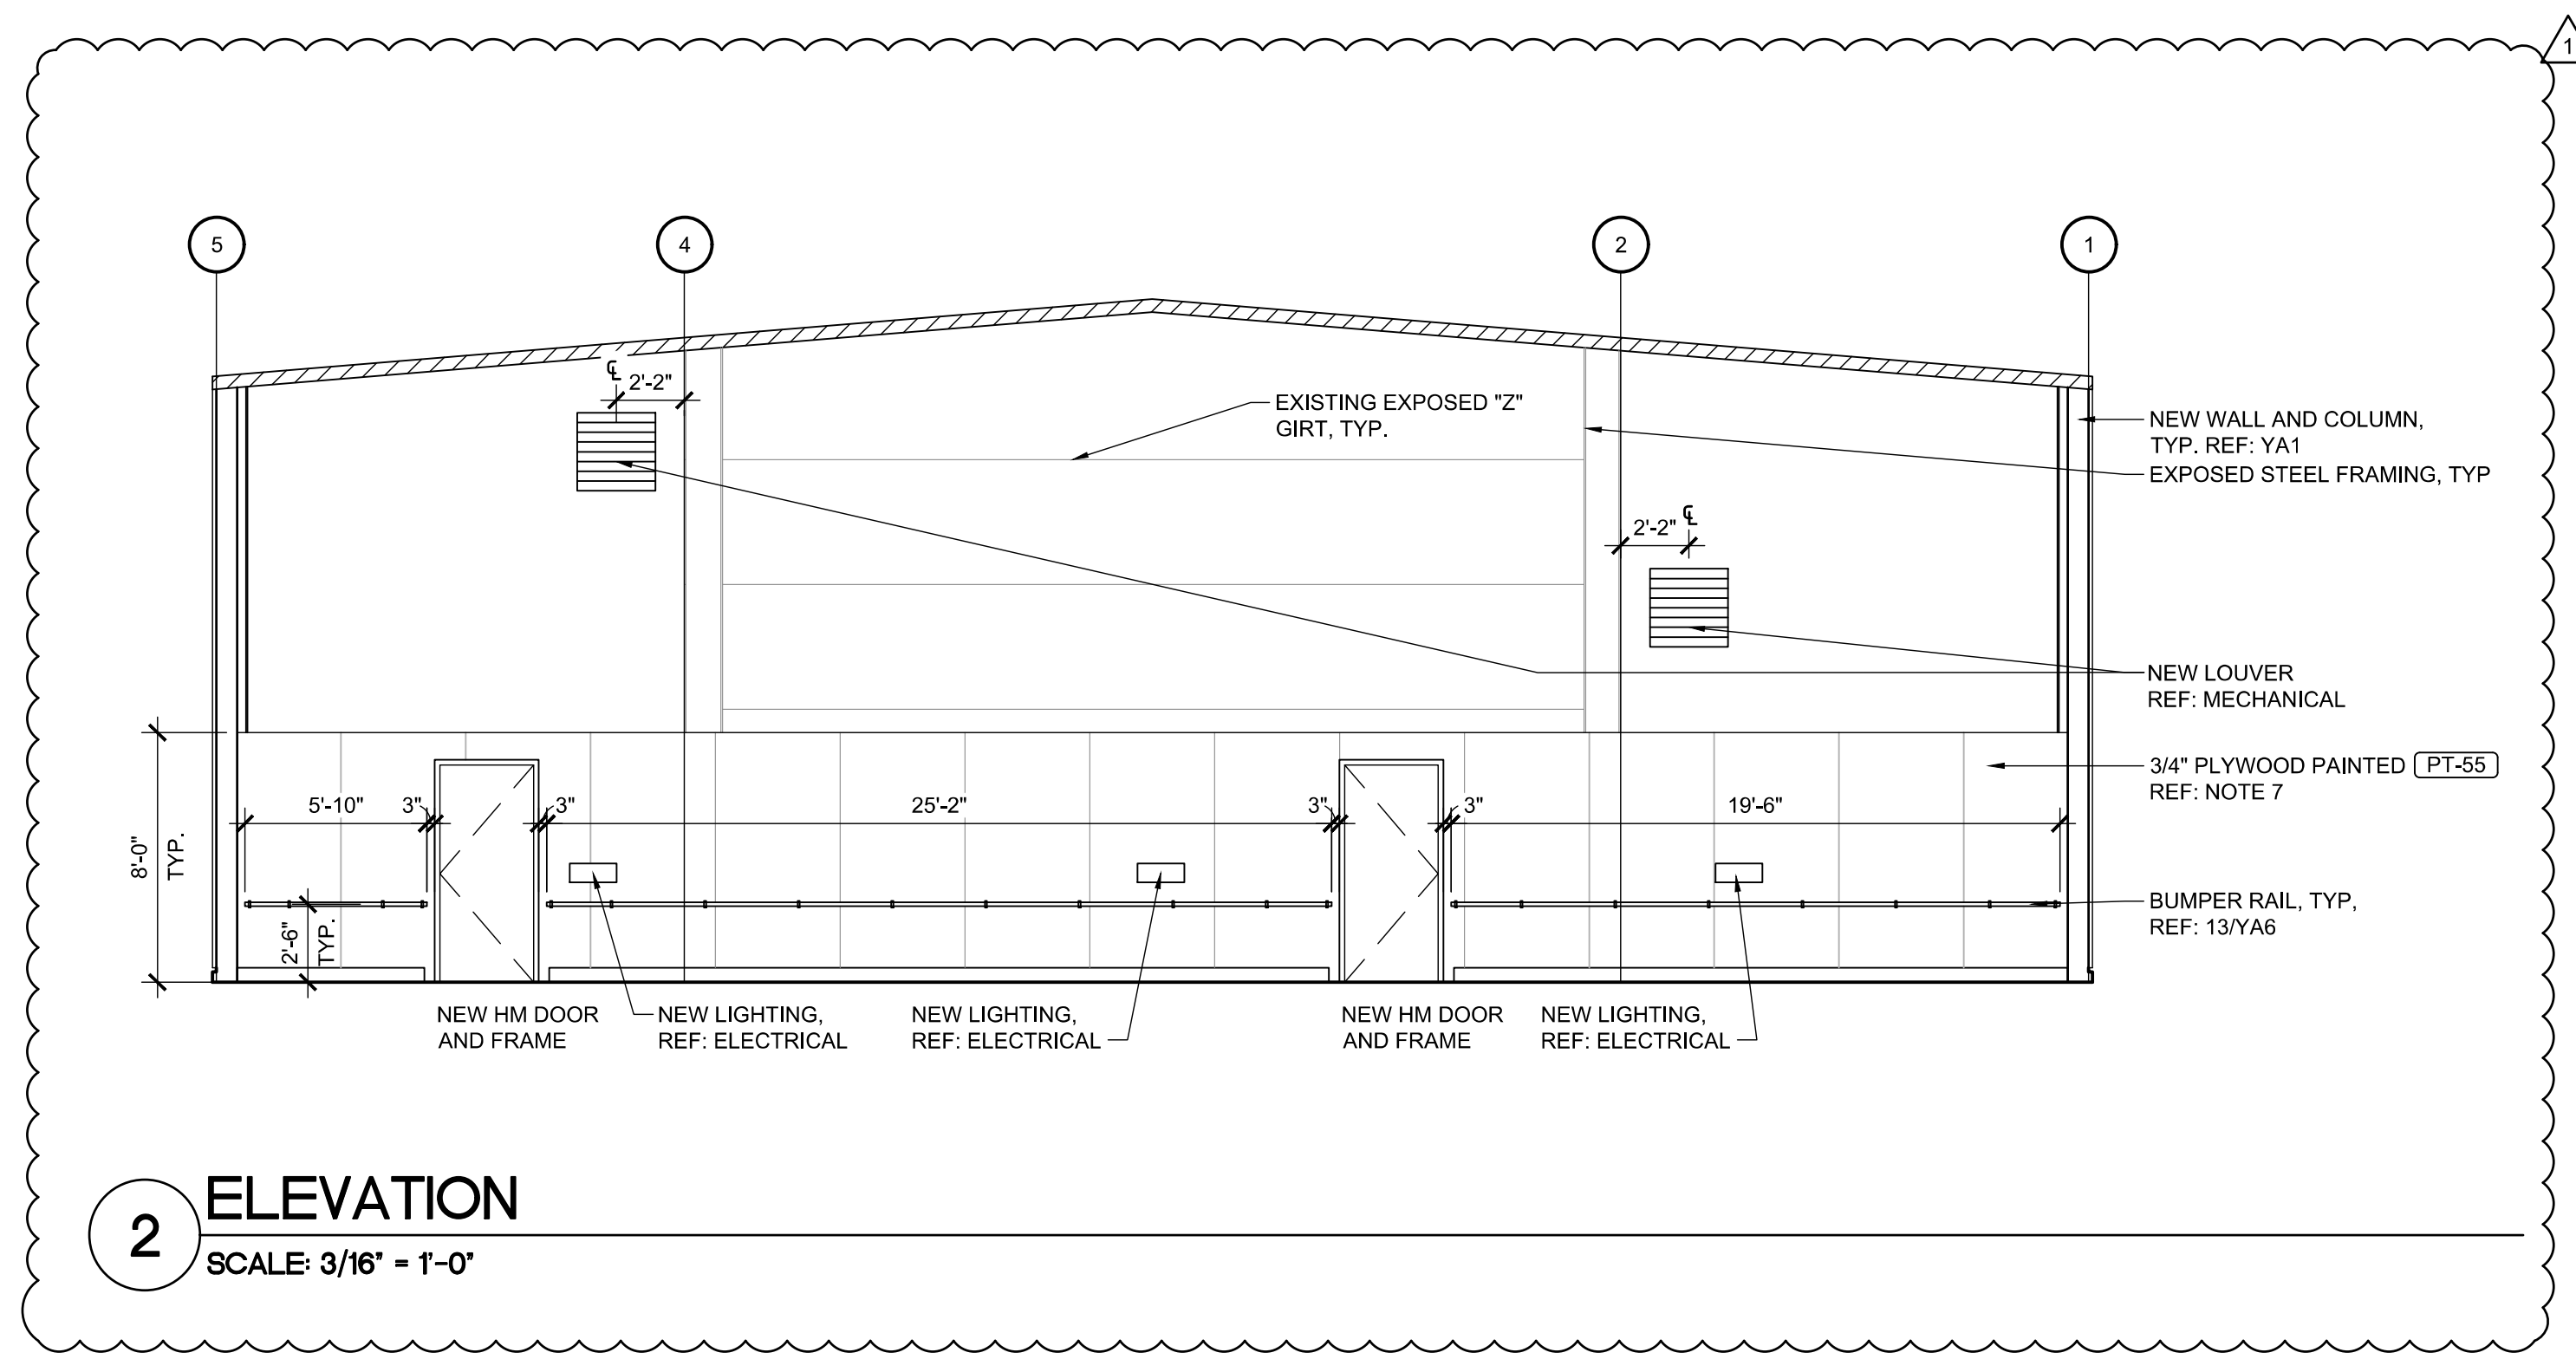 1
5
4
2
1
℄
2'-2"
EXISTING EXPOSED "Z"
GIRT, TYP.
NEW WALL AND COLUMN,
TYP. REF: YA1
EXPOSED STEEL FRAMING, TYP
2'-2"
℄
NEW LOUVER
REF: MECHANICAL
3/4" PLYWOOD PAINTED PT-55
REF: NOTE 7
5'-10"
3"
3"
25'-2"
3"
3"
19'-6"
8'-0"
TYP.
2'-6"
TYP.
BUMPER RAIL, TYP,
REF: 13/YA6
NEW HM DOOR
AND FRAME
NEW LIGHTING,
REF: ELECTRICAL
NEW LIGHTING,
REF: ELECTRICAL
NEW HM DOOR
AND FRAME
NEW LIGHTING,
REF: ELECTRICAL
2
ELEVATION
SCALE: 3/16" = 1'-0"